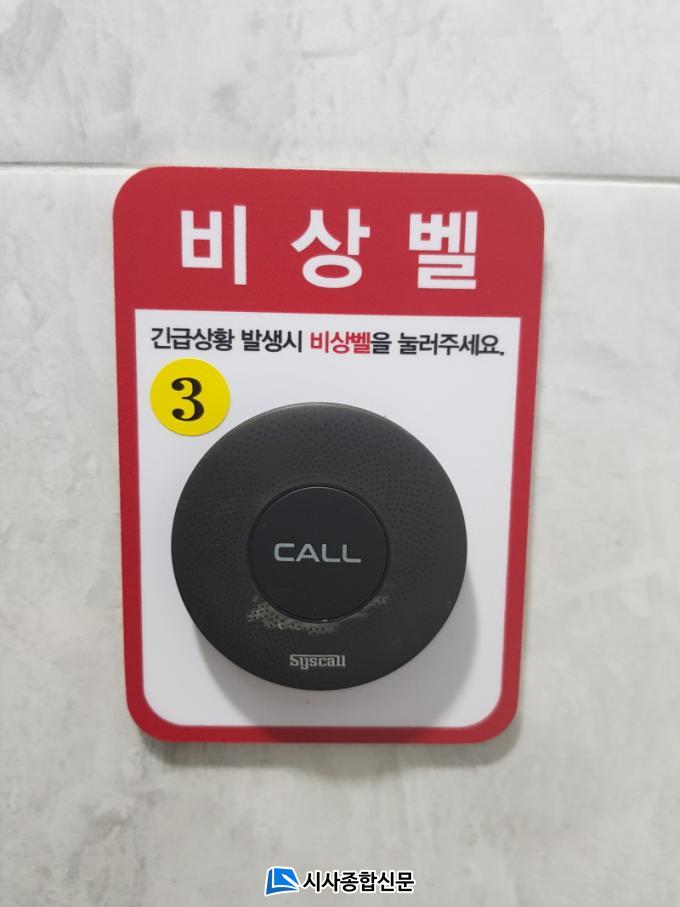 비상벨
긴급상황 발생시 비상벨을 눌러주세요.
3
CALL
Syscall
시사종합신문